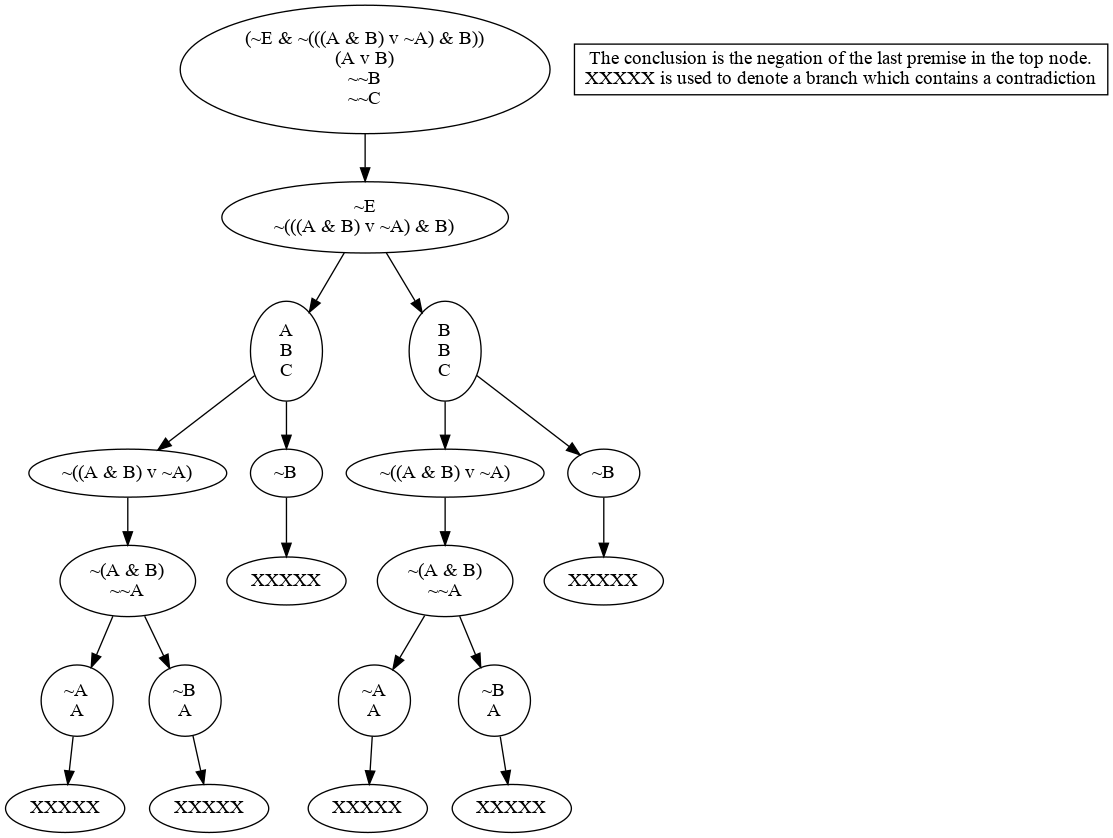 (~E & ~(((A & B) v ~A) & B))
(A v B)
~~B
~~C
The conclusion is the negation of the last premise in the top node.
XXXXX is used to denote a branch which contains a contradiction
~E
~(((A & B) v ~A) & B)
A
B
C
B
B
C
~((A & B) v ~A)
~B
~((A & B) v ~A)
~B
~(A & B)
~~A
XXXXX
~(A & B)
~~A
XXXXX
~A
A
~B
A
~A
A
~B
A
XXXXX
XXXXX
XXXXX
XXXXX